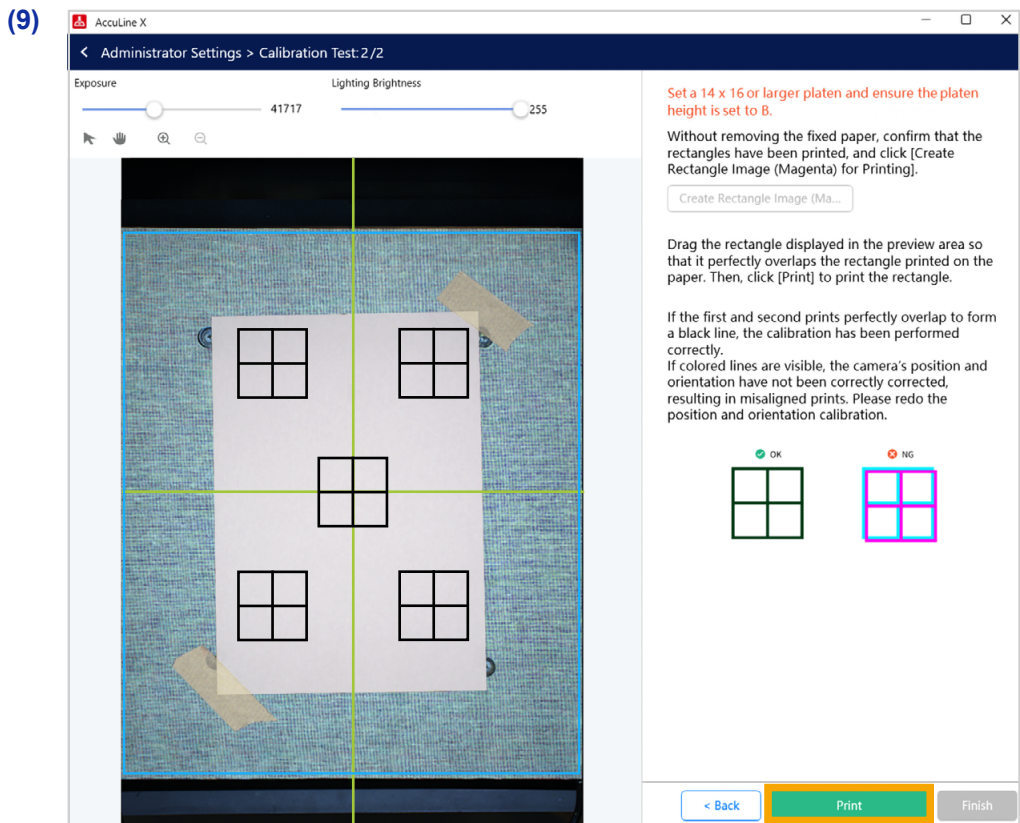 (9)
AccuLine X
Administrator Settings > Calibration Test: 2/2
Exposure
41717
Lighting Brightness
255
Set a 14 x 16 or larger platen and ensure the platen
height is set to B.
Without removing the fixed paper, confirm that the
rectangles have been printed, and click [Create
Rectangle Image (Magenta) for Printing].
Create Rectangle Image (Ma...
Drag the rectangle displayed in the preview area so
that it perfectly overlaps the rectangle printed on the
paper. Then, click [Print] to print the rectangle.
If the first and second prints perfectly overlap to form
a black line, the calibration has been performed
correctly.
If colored lines are visible, the camera's position and
orientation have not been correctly corrected,
resulting in misaligned prints. Please redo the
position and orientation calibration.
OK
NG
< Back
Print
Finish